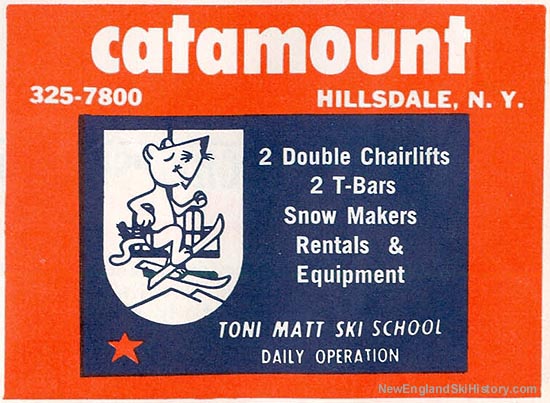 catamount
325-7800 HILLSDALE, N. Y.
2 Double Chairlifts
2 T-Bars
Snow Makers
Rentals &
Equipment
TONI MATT SKI SCHOOL
DAILY OPERATION
NewEnglandSkiHistory.com